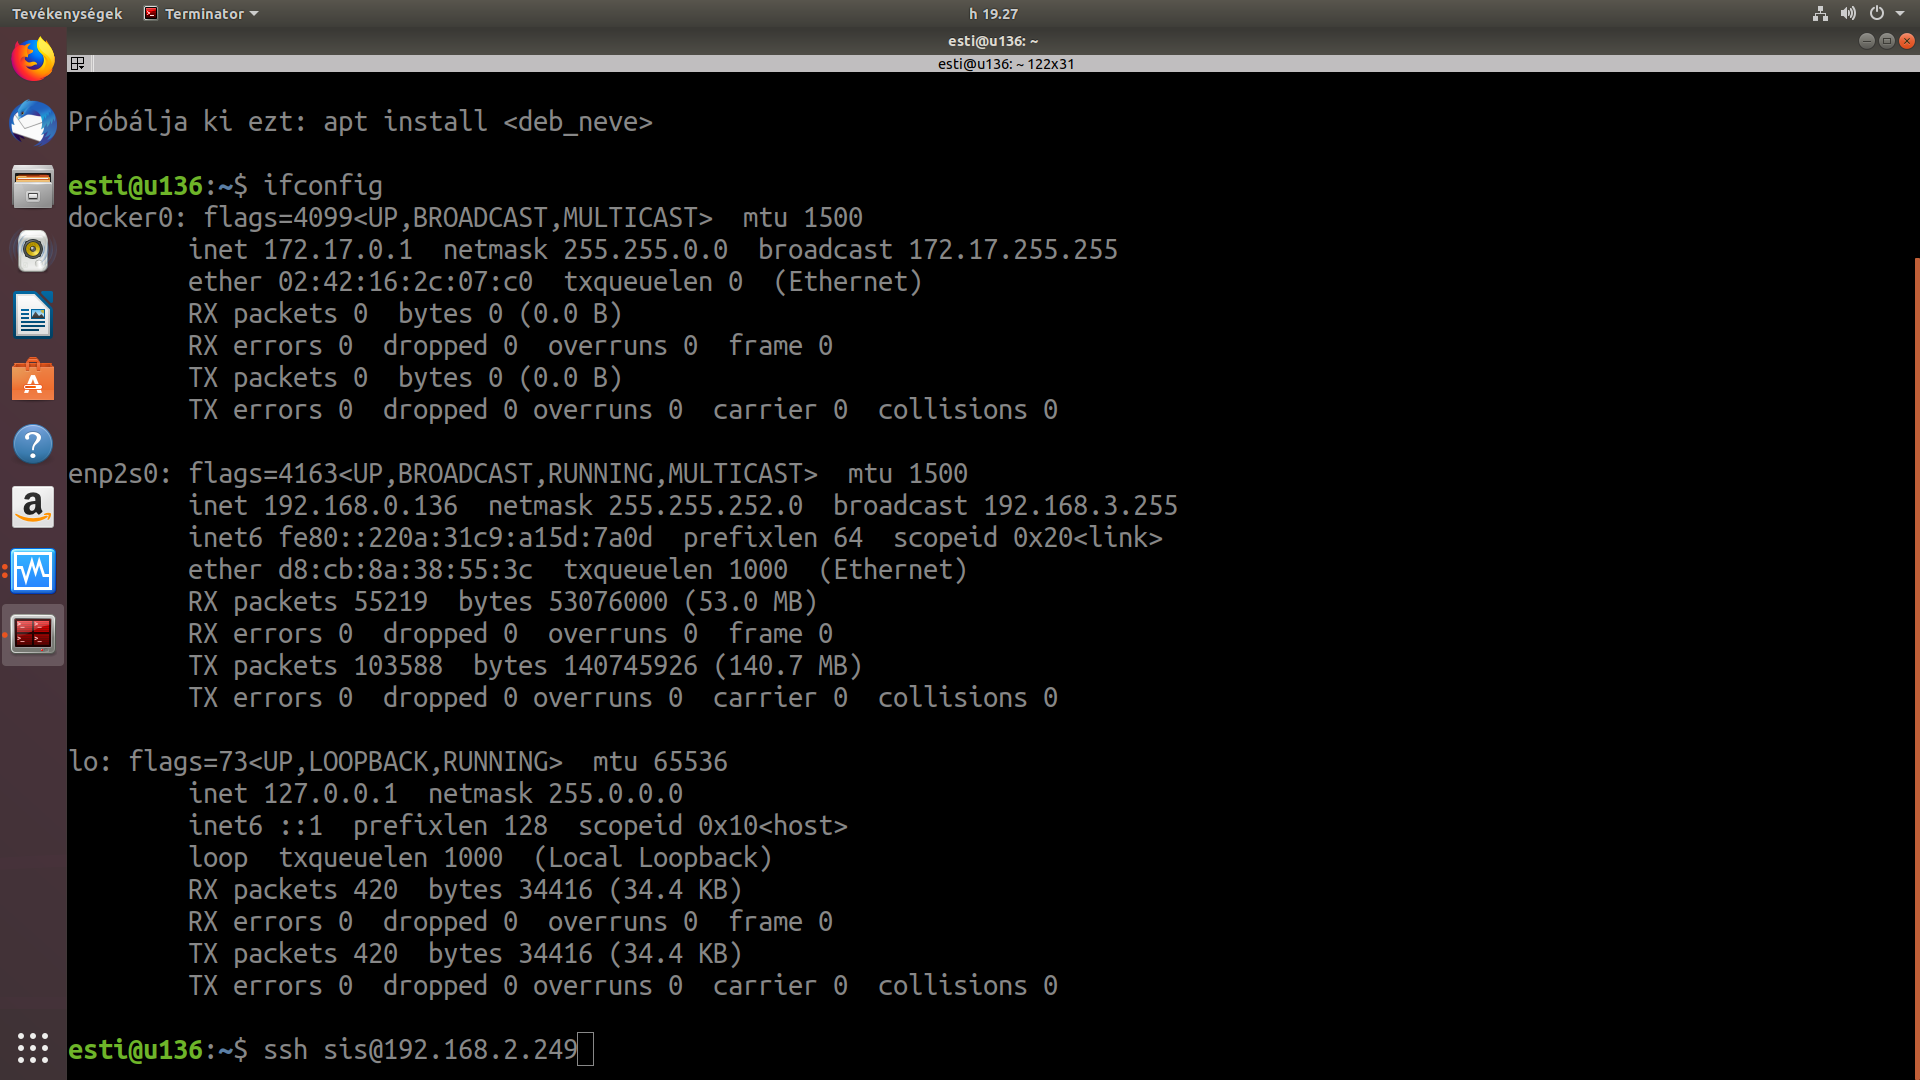 Tevékenységek Terminator h 19.27
esti@u136: ~
esti@u136: ~ 122x31
Próbálja ki ezt: apt install <deb_neve>
esti@u136:~$ ifconfig
docker0: flags=4099<UP,BROADCAST,MULTICAST>  mtu 1500
        inet 172.17.0.1  netmask 255.255.0.0  broadcast 172.17.255.255
        ether 02:42:16:2c:07:c0  txqueuelen 0  (Ethernet)
        RX packets 0  bytes 0 (0.0 B)
        RX errors 0  dropped 0  overruns 0  frame 0
        TX packets 0  bytes 0 (0.0 B)
        TX errors 0  dropped 0 overruns 0  carrier 0  collisions 0
enp2s0: flags=4163<UP,BROADCAST,RUNNING,MULTICAST>  mtu 1500
        inet 192.168.0.136  netmask 255.255.252.0  broadcast 192.168.3.255
        inet6 fe80::220a:31c9:a15d:7a0d  prefixlen 64  scopeid 0x20<link>
        ether d8:cb:8a:38:55:3c  txqueuelen 1000  (Ethernet)
        RX packets 55219  bytes 53076000 (53.0 MB)
        RX errors 0  dropped 0  overruns 0  frame 0
        TX packets 103588  bytes 140745926 (140.7 MB)
        TX errors 0  dropped 0 overruns 0  carrier 0  collisions 0
lo: flags=73<UP,LOOPBACK,RUNNING>  mtu 65536
        inet 127.0.0.1  netmask 255.0.0.0
        inet6 ::1  prefixlen 128  scopeid 0x10<host>
        loop  txqueuelen 1000  (Local Loopback)
        RX packets 420  bytes 34416 (34.4 KB)
        RX errors 0  dropped 0  overruns 0  frame 0
        TX packets 420  bytes 34416 (34.4 KB)
        TX errors 0  dropped 0 overruns 0  carrier 0  collisions 0
esti@u136:~$ ssh sis@192.168.2.249